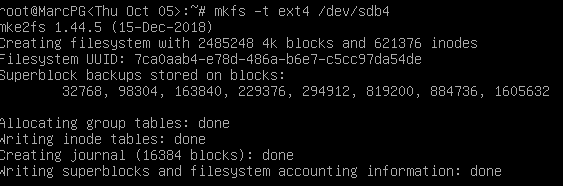 root@MarcPG<Thu Oct 05>:~# mkfs -t ext4 /dev/sdb4
mke2fs 1.44.5 (15-Dec-2018)
Creating filesystem with 2485248 4k blocks and 621376 inodes
Filesystem UUID: 7ca0aab4-e78d-486a-b6e7-c5cc97da54de
Superblock backups stored on blocks:
32768, 98304, 163840, 229376, 294912, 819200, 884736, 1605632
Allocating group tables: done
Writing inode tables: done
Creating journal (16384 blocks): done
Writing superblocks and filesystem accounting information: done